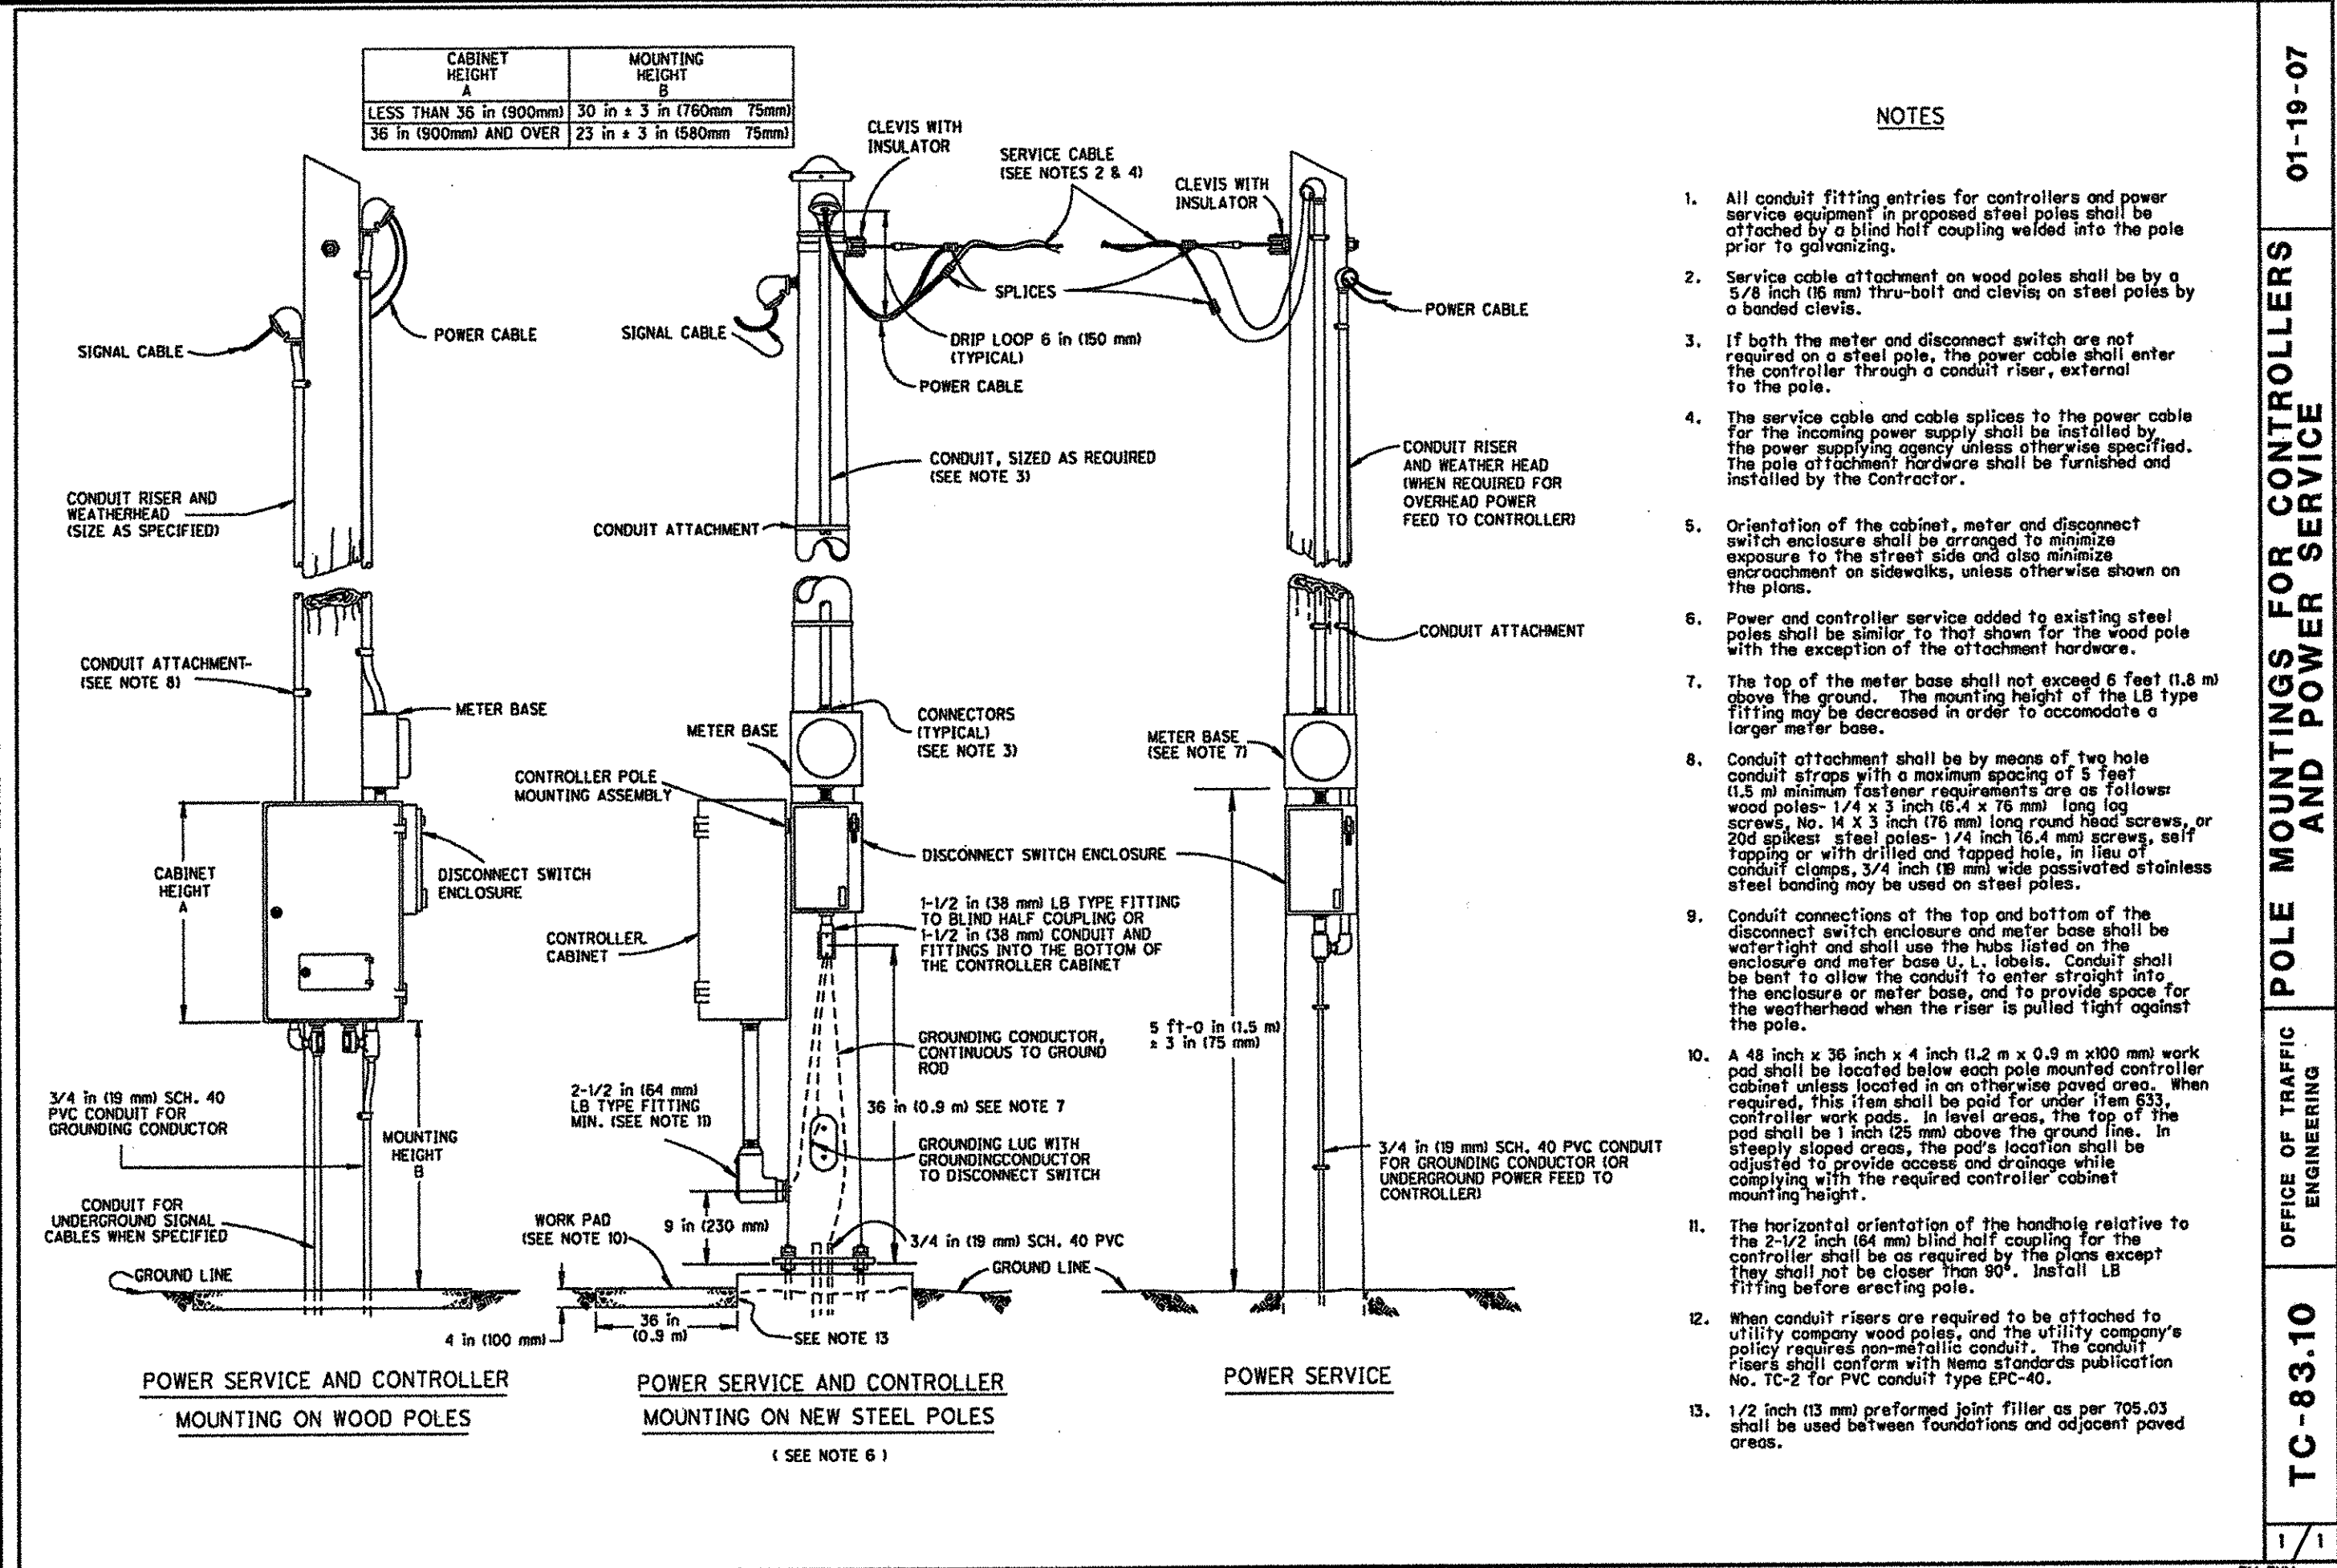 CABINET HEIGHT A
MOUNTING HEIGHT B
LESS THAN 36 in (900mm) 30 in ± 3 in (760mm 75mm)
36 in (900mm) AND OVER 23 in ± 3 in (580mm 75mm)
SIGNAL CABLE
POWER CABLE
CONDUIT RISER AND
WEATHERHEAD
(SIZE AS SPECIFIED)
CONDUIT ATTACHMENT-
(SEE NOTE 8)
METER BASE
CABINET
HEIGHT
A
DISCONNECT SWITCH
ENCLOSURE
3/4 in (19 mm) SCH. 40
PVC CONDUIT FOR
GROUNDING CONDUCTOR
MOUNTING
HEIGHT
B
CONDUIT FOR
UNDERGROUND SIGNAL
CABLES WHEN SPECIFIED
GROUND LINE
POWER SERVICE AND CONTROLLER
MOUNTING ON WOOD POLES
CLEVIS WITH
INSULATOR
SERVICE CABLE
(SEE NOTES 2 & 4)
CLEVIS WITH
INSULATOR
SPLICES
SIGNAL CABLE
DRIP LOOP 6 in (150 mm)
(TYPICAL)
POWER CABLE
POWER CABLE
CONDUIT, SIZED AS REQUIRED
(SEE NOTE 3)
CONDUIT ATTACHMENT
CONDUIT RISER
AND WEATHER HEAD
(WHEN REQUIRED FOR
OVERHEAD POWER
FEED TO CONTROLLER)
CONDUIT ATTACHMENT
METER BASE
CONNECTORS
(TYPICAL)
(SEE NOTE 3)
METER BASE
(SEE NOTE 7)
CONTROLLER POLE
MOUNTING ASSEMBLY
DISCONNECT SWITCH ENCLOSURE
CONTROLLER
CABINET
1-1/2 in (38 mm) LB TYPE FITTING
TO BLIND HALF COUPLING OR
1-1/2 in (38 mm) CONDUIT AND
FITTINGS INTO THE BOTTOM OF
THE CONTROLLER CABINET
GROUNDING CONDUCTOR,
CONTINUOUS TO GROUND
ROD
5 ft-0 in (1.5 m)
± 3 in (75 mm)
2-1/2 in (64 mm)
LB TYPE FITTING
MIN. (SEE NOTE 11)
36 in (0.9 m) SEE NOTE 7
GROUNDING LUG WITH
GROUNDINGCONDUCTOR
TO DISCONNECT SWITCH
3/4 in (19 mm) SCH. 40 PVC CONDUIT
FOR GROUNDING CONDUCTOR (OR
UNDERGROUND POWER FEED TO
CONTROLLER)
WORK PAD
(SEE NOTE 10)
9 in (230 mm)
3/4 in (19 mm) SCH. 40 PVC
GROUND LINE
4 in (100 mm)
36 in
(0.9 m)
SEE NOTE 13
POWER SERVICE AND CONTROLLER
MOUNTING ON NEW STEEL POLES
( SEE NOTE 6 )
POWER SERVICE
NOTES
1. All conduit fitting entries for controllers and power
service equipment in proposed steel poles shall be
attached by a blind half coupling welded into the pole
prior to galvanizing.
2. Service cable attachment on wood poles shall be by a
5/8 inch (16 mm) thru-bolt and clevis; on steel poles by
a banded clevis.
3. If both the meter and disconnect switch are not
required on a steel pole, the power cable shall enter
the controller through a conduit riser, external
to the pole.
4. The service cable and cable splices to the power cable
for the incoming power supply shall be installed by
the power supplying agency unless otherwise specified.
The pole attachment hardware shall be furnished and
installed by the Contractor.
5. Orientation of the cabinet, meter and disconnect
switch enclosure shall be arranged to minimize
exposure to the street side and also minimize
encroachment on sidewalks, unless otherwise shown on
the plans.
6. Power and controller service added to existing steel
poles shall be similar to that shown for the wood pole
with the exception of the attachment hardware.
7. The top of the meter base shall not exceed 6 feet (1.8 m)
above the ground. The mounting height of the LB type
fitting may be decreased in order to accomodate a
larger meter base.
8. Conduit attachment shall be by means of two hole
conduit straps with a maximum spacing of 5 feet
(1.5 m) minimum fastener requirements are as follows:
wood poles- 1/4 x 3 inch (6.4 x 76 mm) long lag
screws, No. 14 X 3 inch (76 mm) long round head screws, or
20d spikes: steel poles- 1/4 inch (6.4 mm) screws, self
tapping or with drilled and tapped hole, in lieu of
conduit clamps, 3/4 inch (19 mm) wide passivated stainless
steel banding may be used on steel poles.
9. Conduit connections at the top and bottom of the
disconnect switch enclosure and meter base shall be
watertight and shall use the hubs listed on the
enclosure and meter base U. L. labels. Conduit shall
be bent to allow the conduit to enter straight into
the enclosure or meter base, and to provide space for
the weatherhead when the riser is pulled tight against
the pole.
10. A 48 inch x 36 inch x 4 inch (1.2 m x 0.9 m x100 mm) work
pad shall be located below each pole mounted controller
cabinet unless located in an otherwise paved area. When
required, this item shall be paid for under item 633,
controller work pads. In level areas, the top of the
pad shall be 1 inch (25 mm) above the ground line. In
steeply sloped areas, the pad's location shall be
adjusted to provide access and drainage while
complying with the required controller cabinet
mounting height.
11. The horizontal orientation of the handhole relative to
the 2-1/2 inch (64 mm) blind half coupling for the
controller shall be as required by the plans except
they shall not be closer than 90°. Install LB
fitting before erecting pole.
12. When conduit risers are required to be attached to
utility company wood poles, and the utility company's
policy requires non-metallic conduit. The conduit
risers shall conform with Nema standards publication
No. TC-2 for PVC conduit type EPC-40.
13. 1/2 inch (13 mm) preformed joint filler as per 705.03
shall be used between foundations and adjacent paved
areas.
01-19-07
POLE MOUNTINGS FOR CONTROLLERS
AND POWER SERVICE
OFFICE OF TRAFFIC
ENGINEERING
TC-83.10
1/1